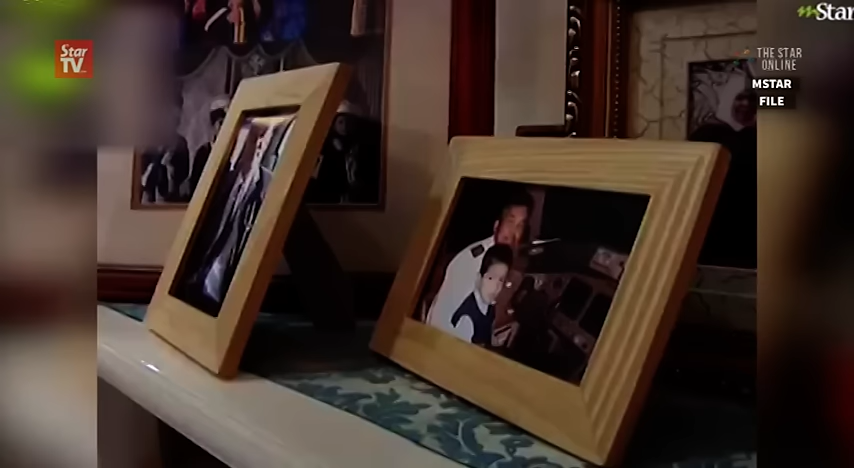 Star
TV
Star
THE STAR
ONLINE
MSTAR
FILE